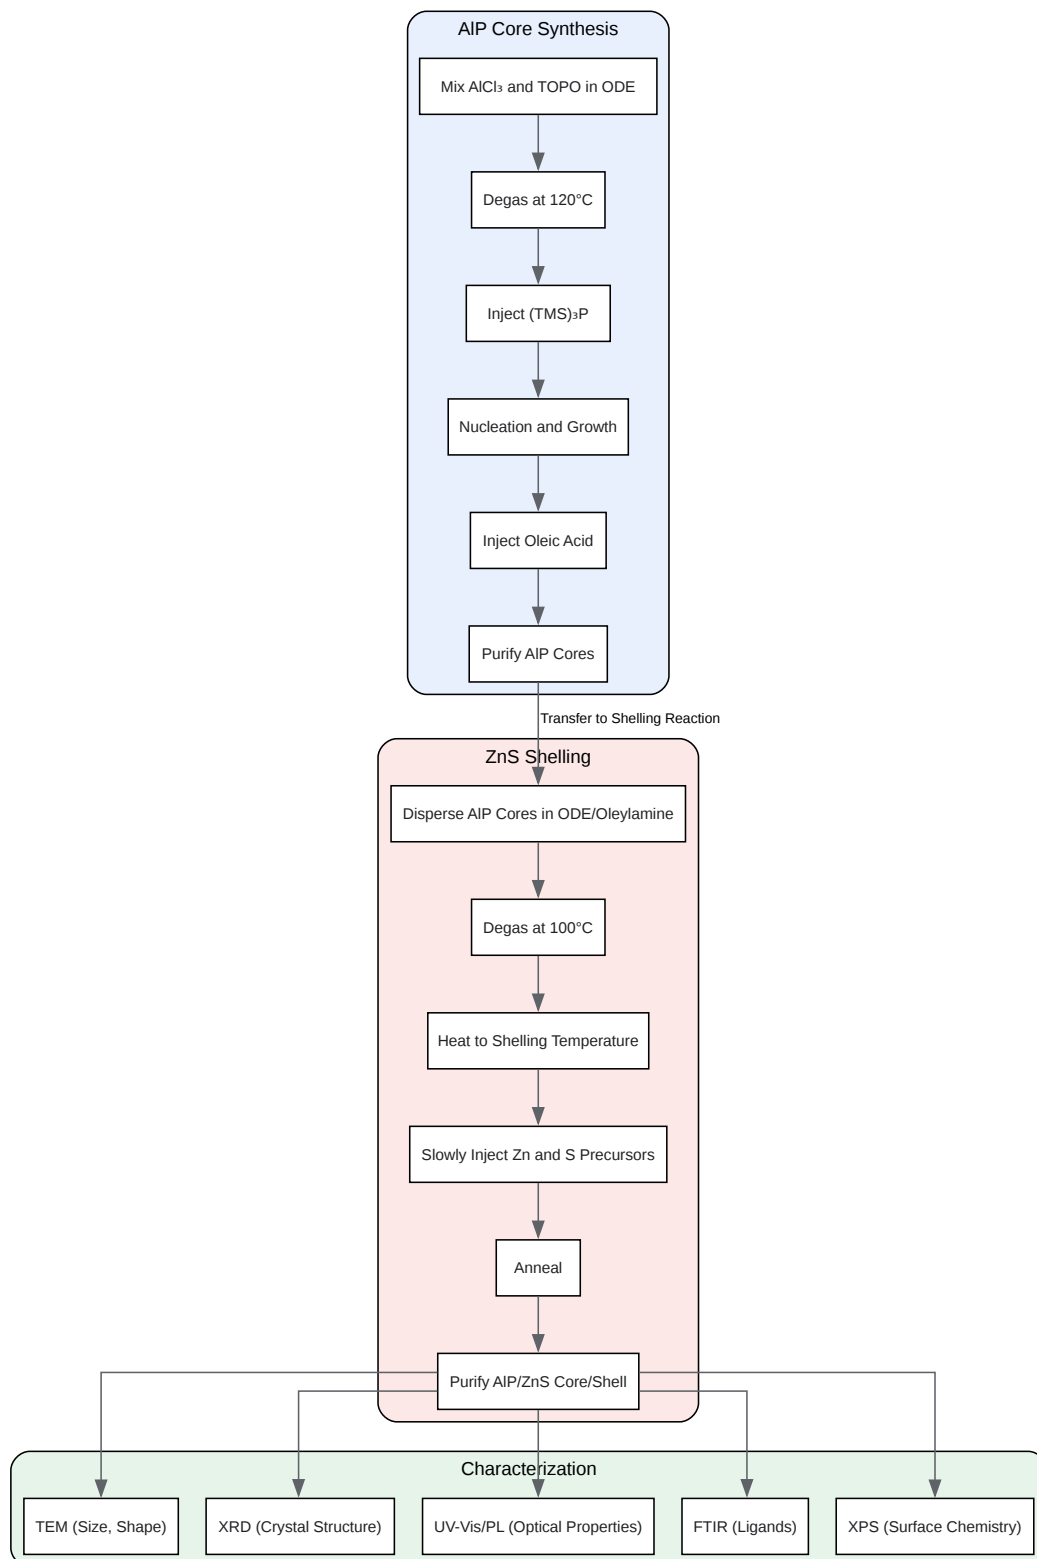 AlP Core Synthesis
Mix AlCl₃ and TOPO in ODE
Degas at 120°C
Inject (TMS)₃P
Nucleation and Growth
Inject Oleic Acid
Purify AlP Cores
Transfer to Shelling Reaction
ZnS Shelling
Disperse AlP Cores in ODE/Oleylamine
Degas at 100°C
Heat to Shelling Temperature
Slowly Inject Zn and S Precursors
Anneal
Purify AlP/ZnS Core/Shell
Characterization
TEM (Size, Shape)
XRD (Crystal Structure)
UV-Vis/PL (Optical Properties)
FTIR (Ligands)
XPS (Surface Chemistry)